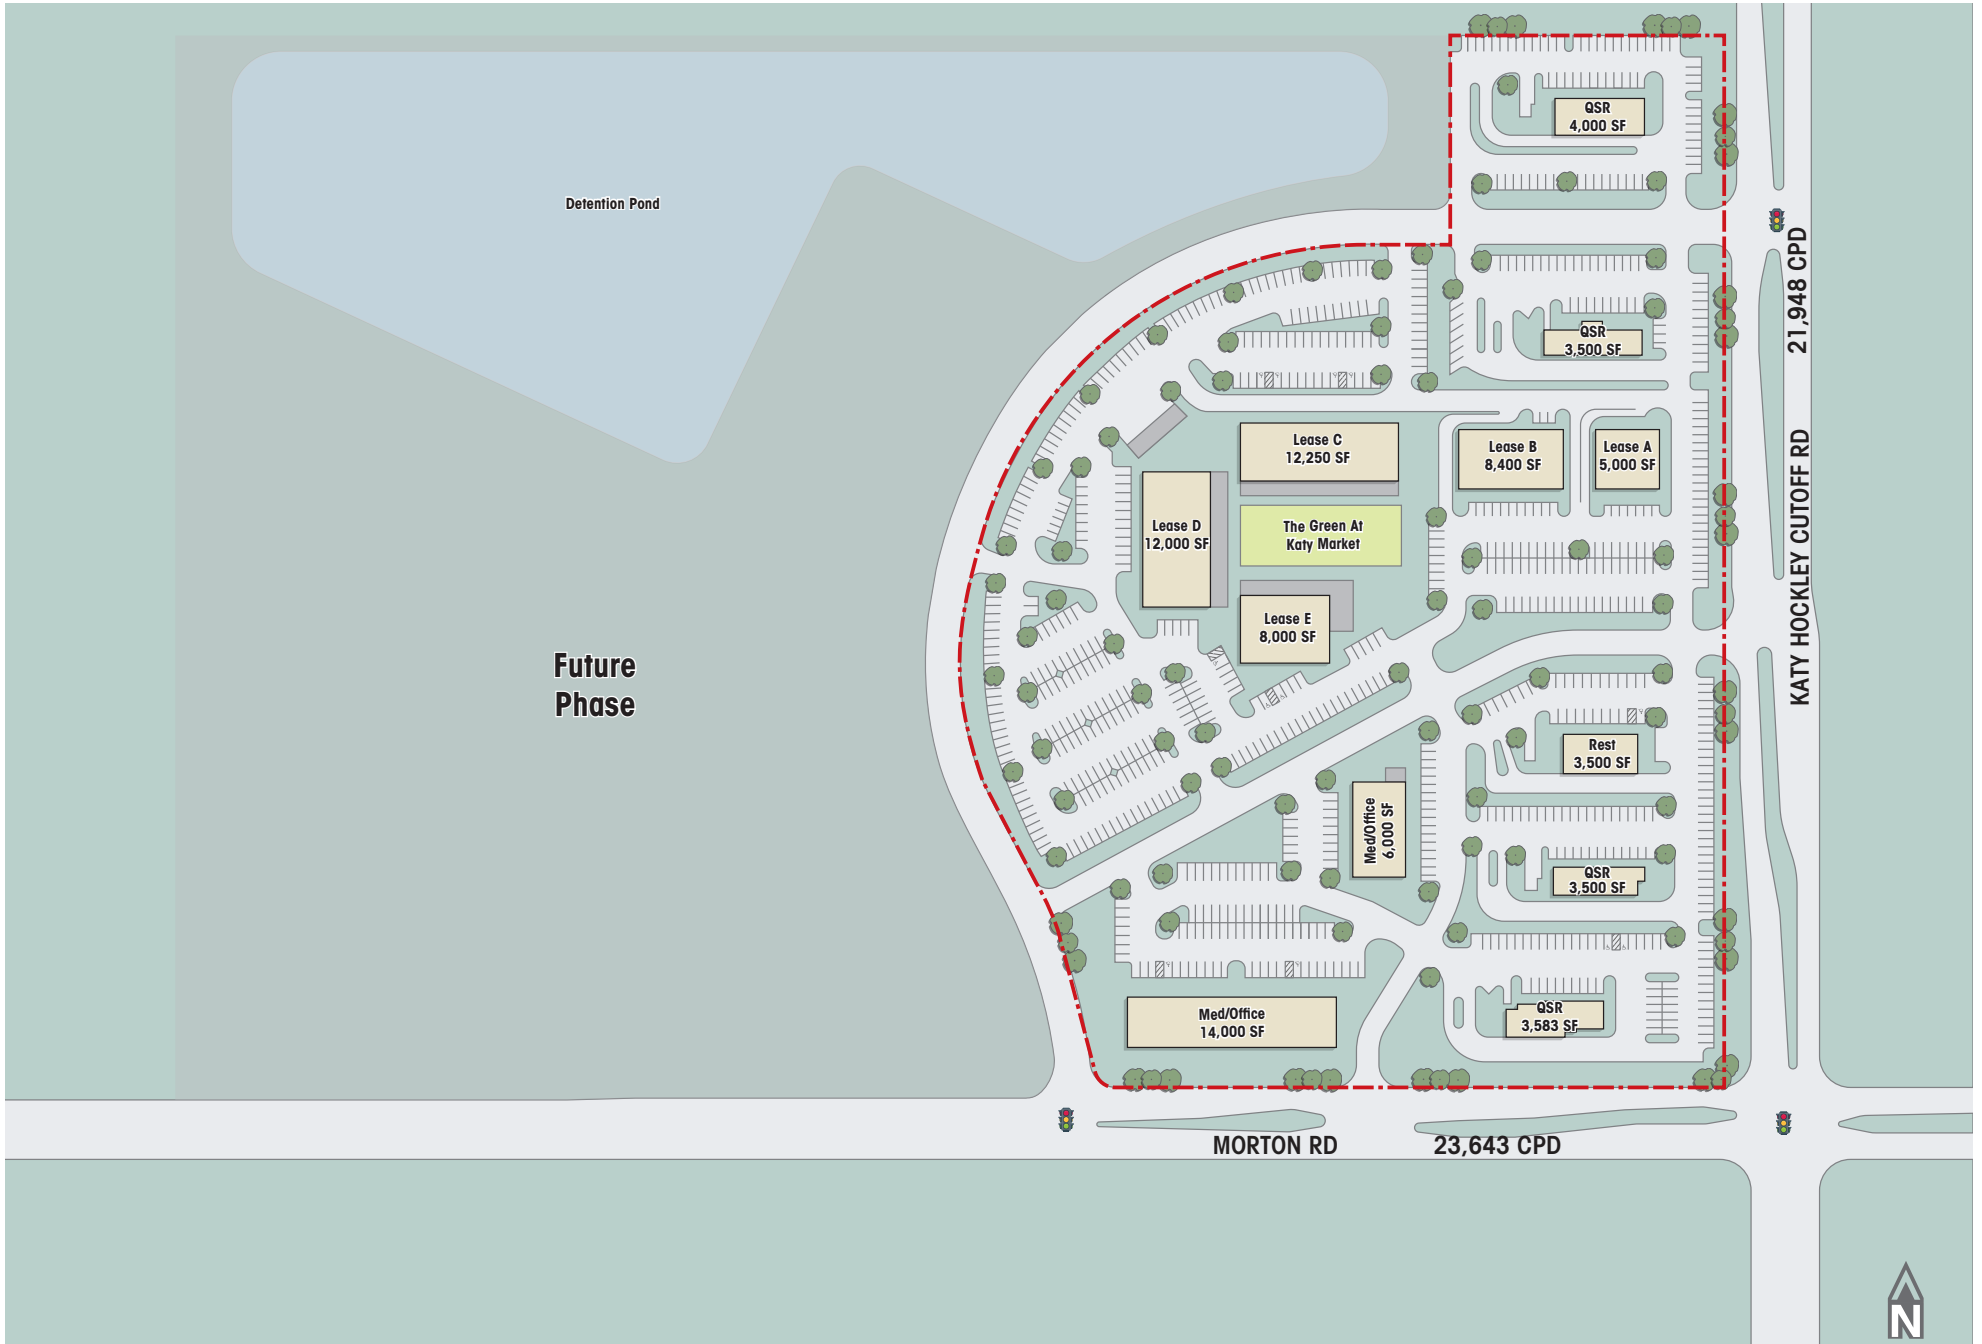 QSR
4,000 SF
Detention Pond
21,948 CPD
QSR
3,500 SF
Lease C
12,250 SF
Lease B
8,400 SF
Lease A
5,000 SF
KATY HOCKLEY CUTOFF RD
Lease D
12,000 SF
The Green At
Katy Market
Lease E
8,000 SF
Future
Phase
Rest
3,500 SF
Med/Office
6,000 SF
QSR
3,500 SF
Med/Office
14,000 SF
QSR
3,583 SF
MORTON RD
23,643 CPD
N